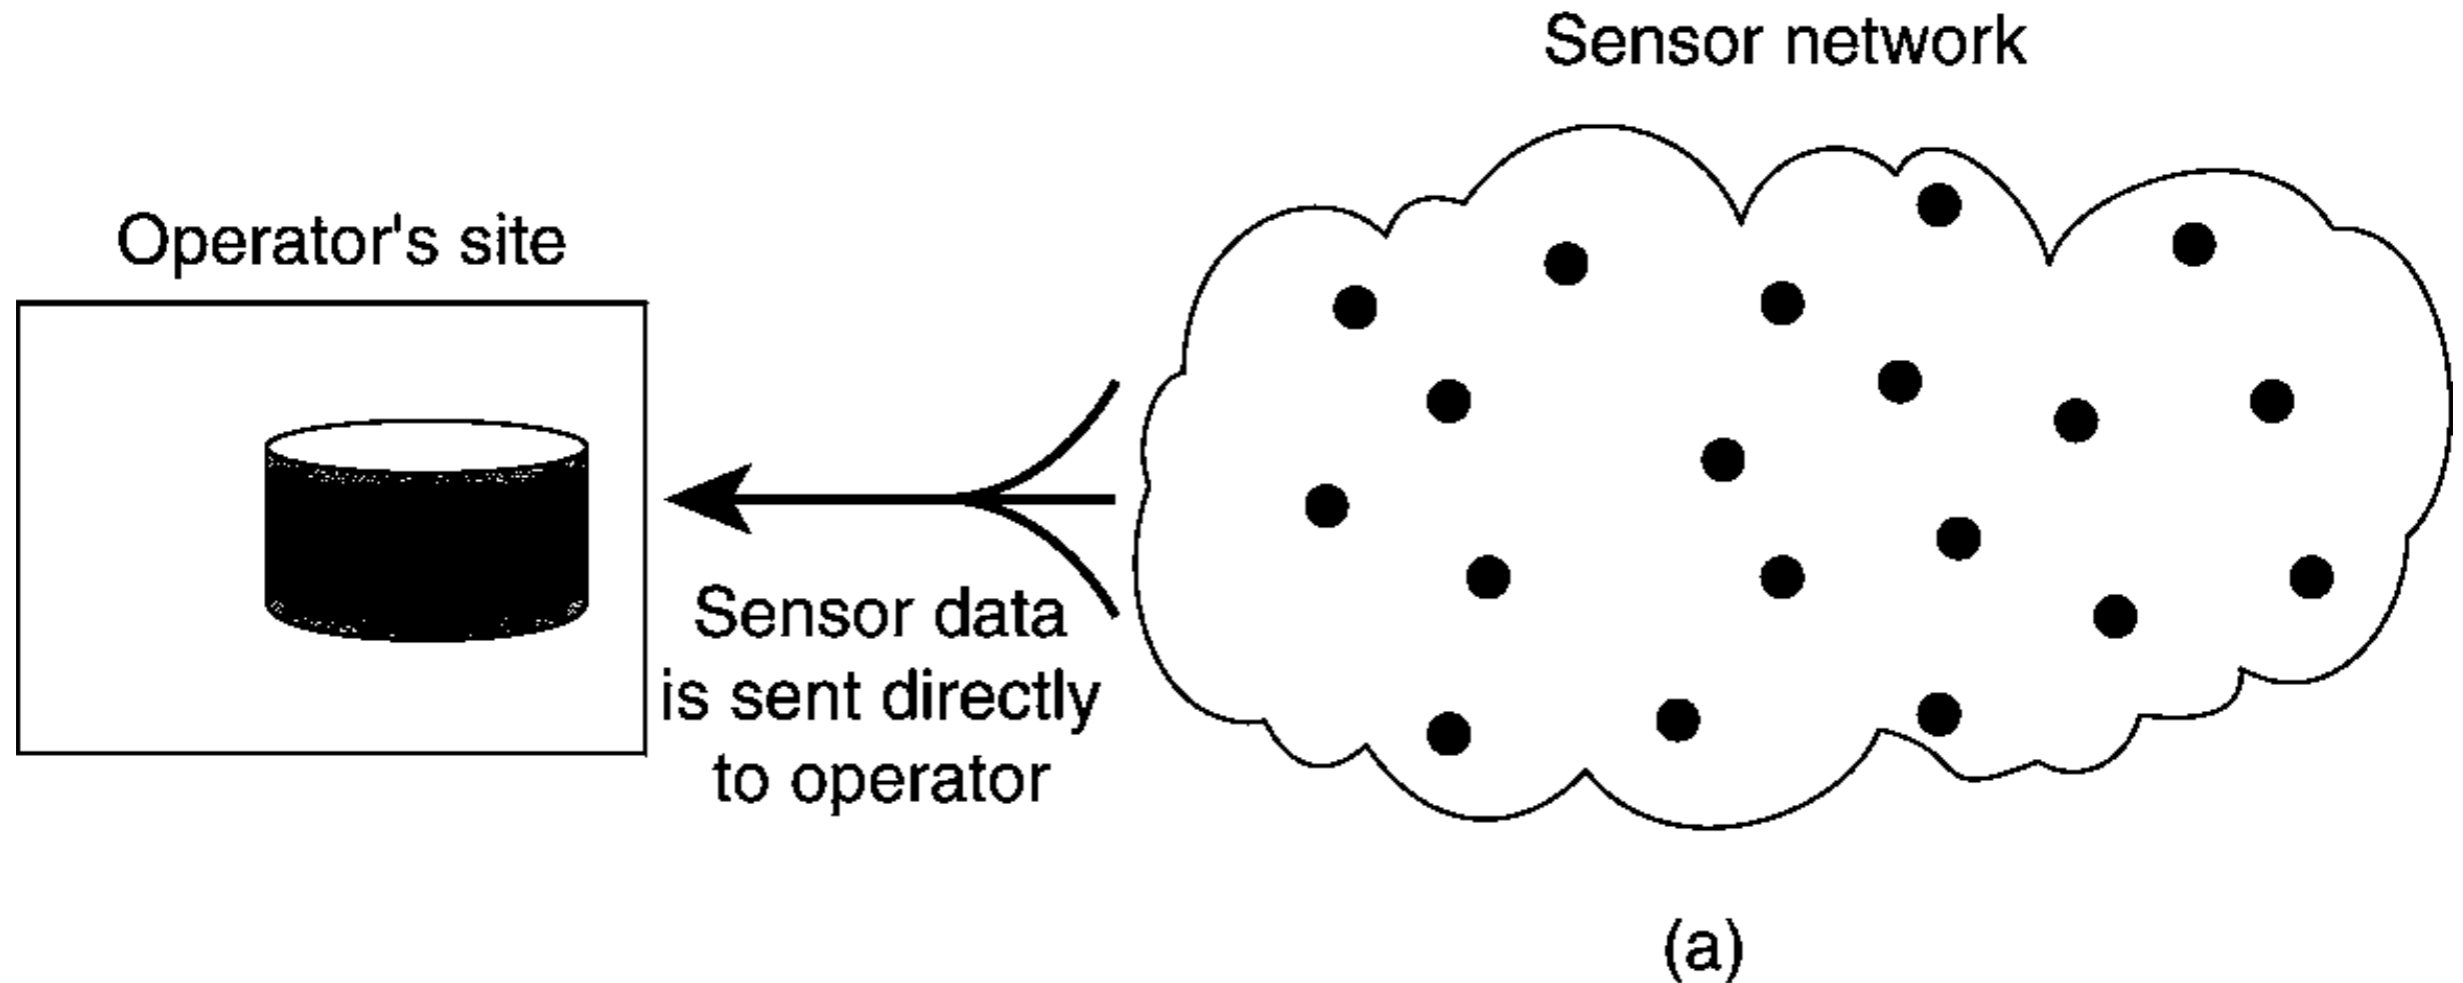 Sensor network
Operator's site
Sensor data
is sent directly
to operator
(a)